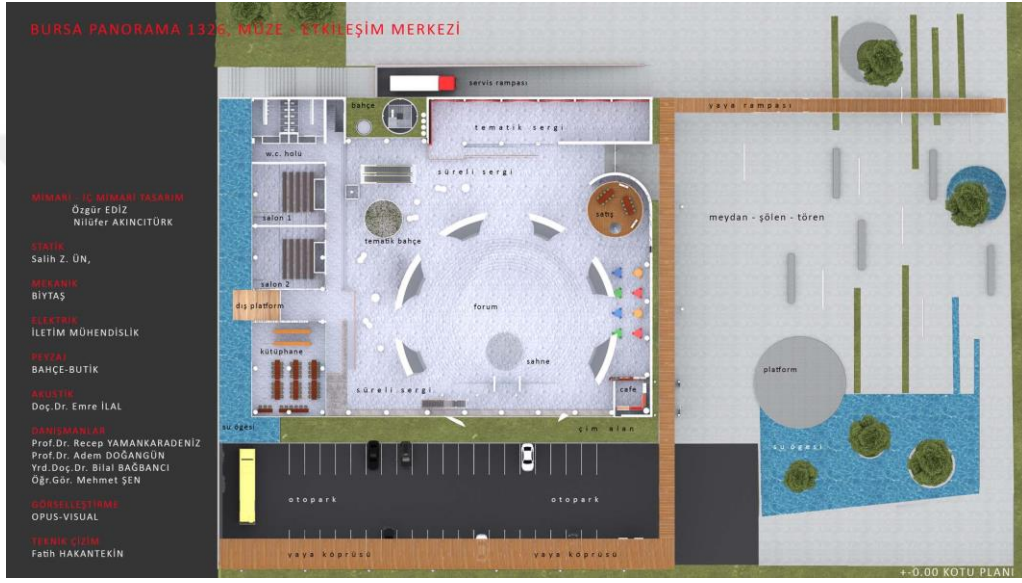 BURSA PANORAMA 1326, MÜZE - ETKİLEŞİM MERKEZİ
MİMARİ - İÇ MİMARİ TASARIM
Özgür EDİZ
Nilüfer AKINCITÜRK
STATİK
Salih Z. ÜN,
MEKANİK
BİYTAŞ
ELEKTRİK
İLETİM MÜHENDİSLİK
PEYZAJ
BAHÇE-BUTİK
AKUSTİK
Doç.Dr. Emre İLAL
DANIŞMANLAR
Prof.Dr. Recep YAMANKARADENİZ
Prof.Dr. Adem DOĞANGÜN
Yrd.Doç.Dr. Bilal BAĞBANCI
Öğr.Gör. Mehmet ŞEN
GÖRSELLEŞTİRME
OPUS-VISUAL
TEKNİK ÇİZİM
Fatih HAKANTEKİN
servis rampası
bahçe
yaya rampası
tematik sergi
w.c. holü
süreli sergi
salon 1
satış
meydan - şölen - tören
tematik bahçe
salon 2
dış platform
forum
kütüphane
sahne
platform
süreli sergi
cafe
su ögesi
çim alan
su ögesi
otopark
otopark
yaya köprüsü
yaya köprüsü
+-0.00 KOTU PLANI